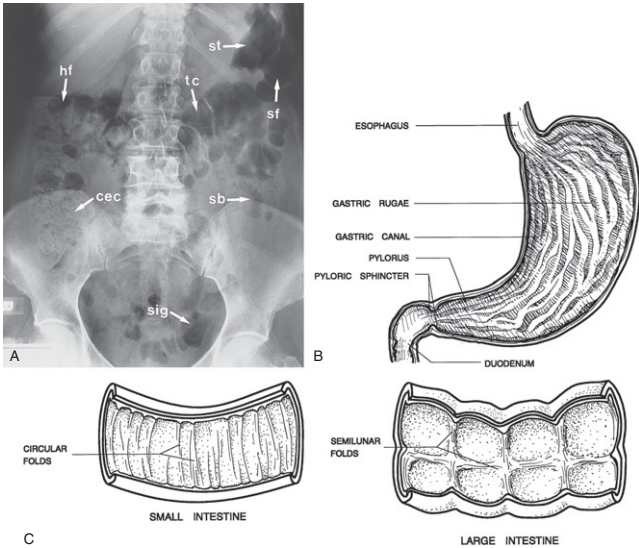 st
hf
tc
sf
cec
sb
sig
A
ESOPHAGUS
GASTRIC RUGAE
GASTRIC CANAL
PYLORUS
PYLORIC SPHINCTER
DUODENUM
B
CIRCULAR
FOLDS
SMALL INTESTINE
SEMILUNAR
FOLDS
LARGE INTESTINE
C